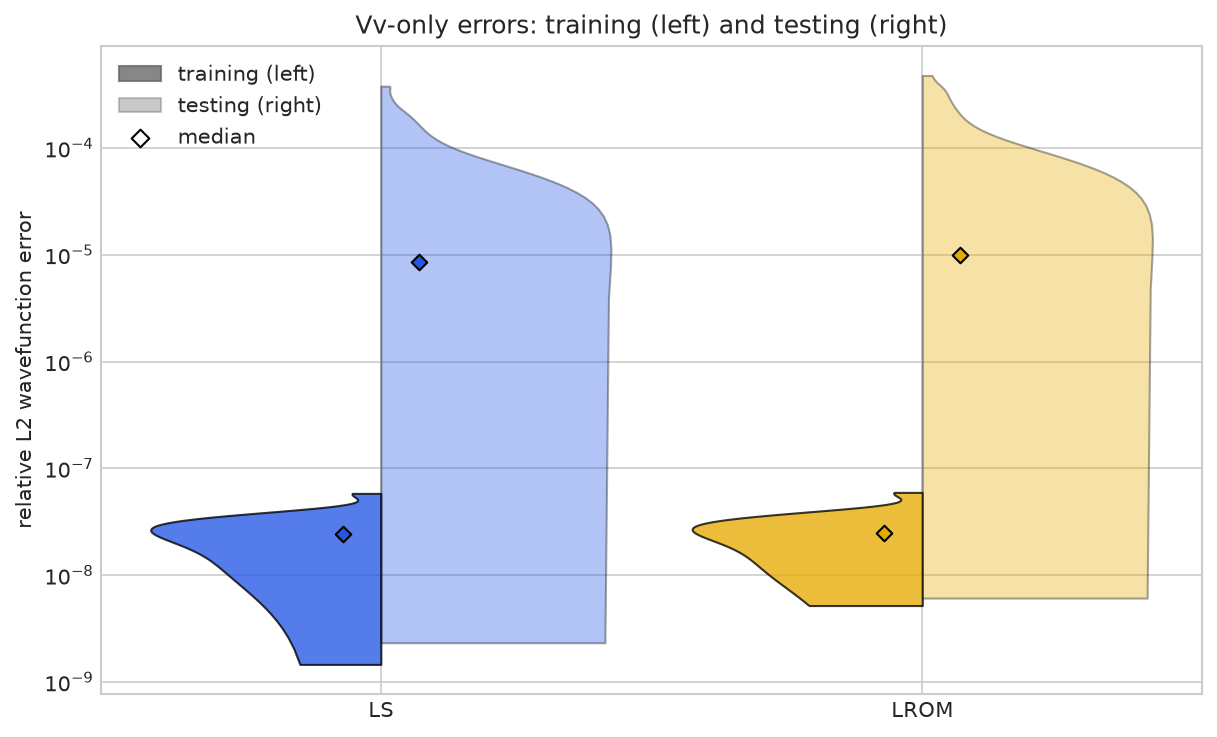 Vv-only errors: training (left) and testing (right)
training (left)
testing (right)
median
relative L2 wavefunction error
10⁻⁴
10⁻⁵
10⁻⁶
10⁻⁷
10⁻⁸
10⁻⁹
LS
LROM